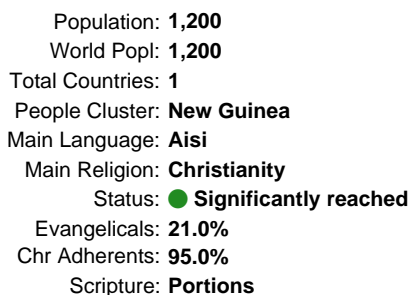 Population: 1,200
World Popl: 1,200
Total Countries: 1
People Cluster: New Guinea
Main Language: Aisi
Main Religion: Christianity
Status: Significantly reached
Evangelicals: 21.0%
Chr Adherents: 95.0%
Scripture: Portions